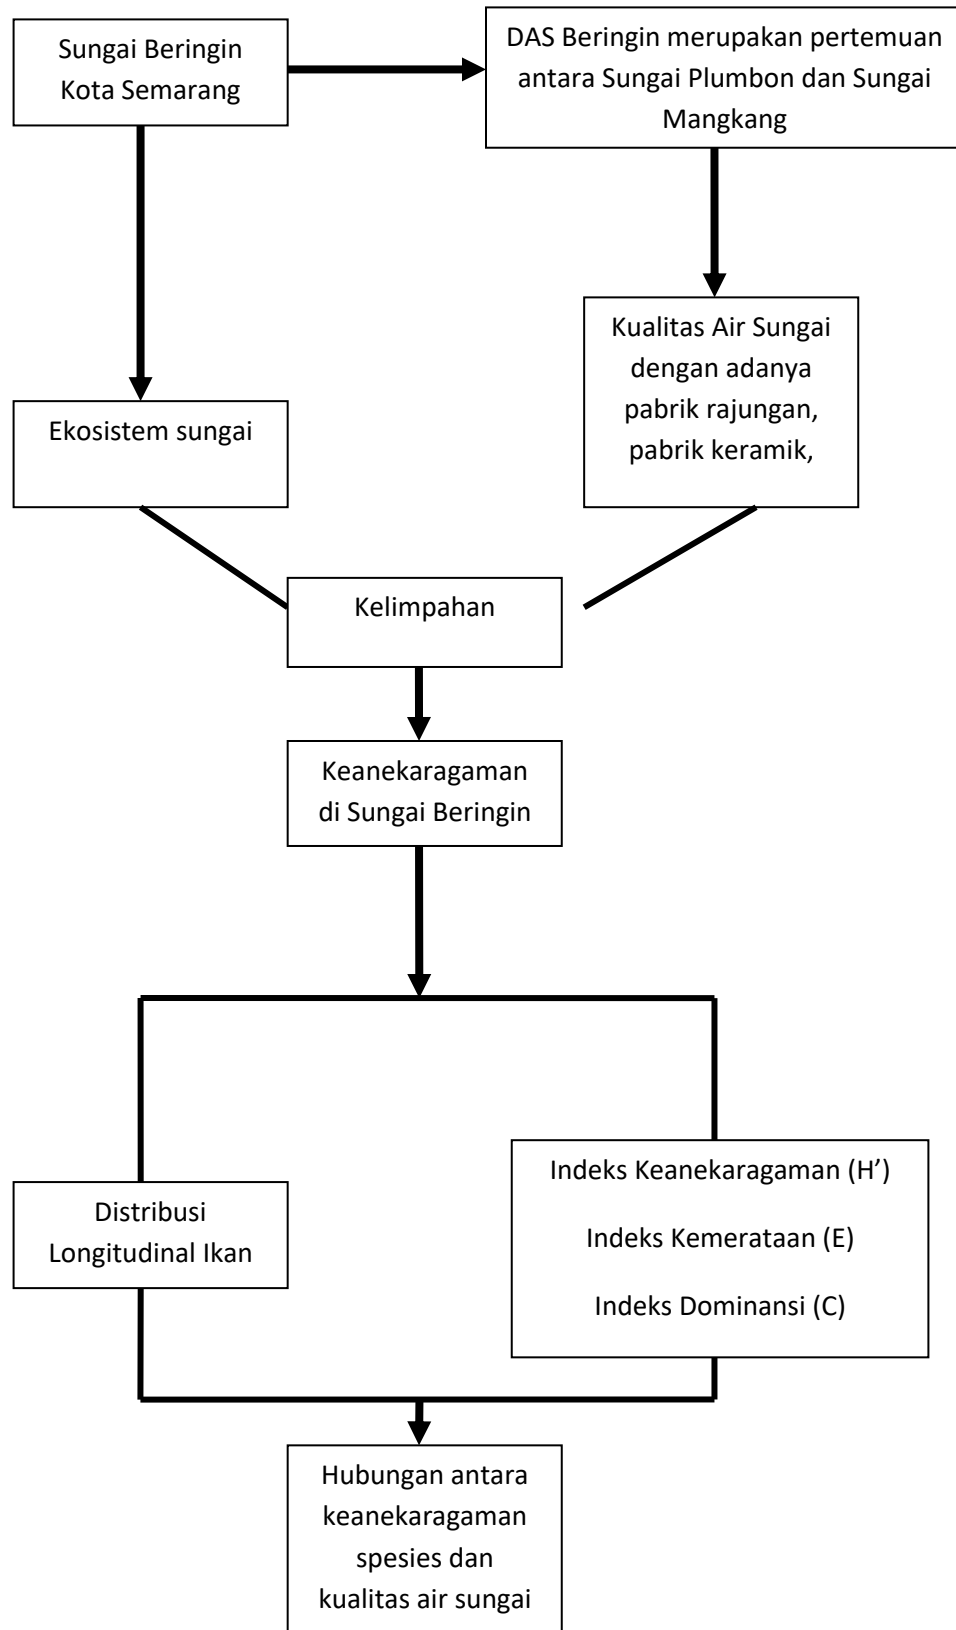 Sungai Beringin
Kota Semarang
DAS Beringin merupakan pertemuan
antara Sungai Plumbon dan Sungai
Mangkang
Kualitas Air Sungai
dengan adanya
pabrik rajungan,
pabrik keramik,
Ekosistem sungai
Kelimpahan
Keanekaragaman
di Sungai Beringin
Distribusi
Longitudinal Ikan
Indeks Keanekaragaman (H’)
Indeks Kemerataan (E)
Indeks Dominansi (C)
Hubungan antara
keanekaragaman
spesies dan
kualitas air sungai